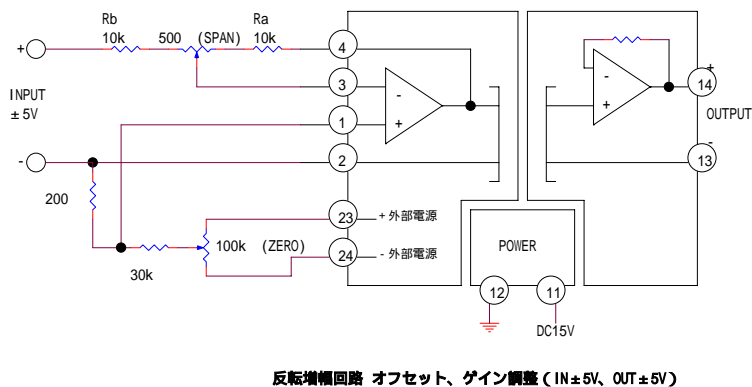 Rb
10k
500 (SPAN)
Ra
10k
+
4
3
1
2
INPUT
±5V
-
-
+
-
+
+
14
OUTPUT
-
13
200
30k
100k (ZERO)
23
+外部電源
24
-外部電源
POWER
12
11
DC15V
反転増幅回路 オフセット、ゲイン調整(IN±5V、OUT±5V)